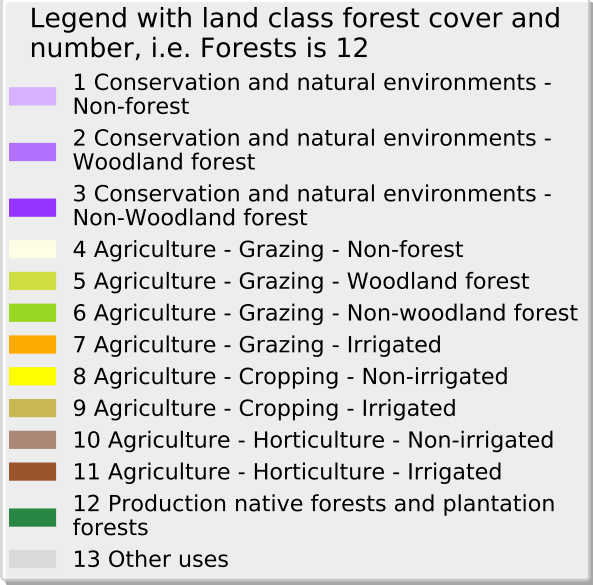 Legend with land class forest cover and
number, i.e. Forests is 12
1 Conservation and natural environments -
Non-forest
2 Conservation and natural environments -
Woodland forest
3 Conservation and natural environments -
Non-Woodland forest
4 Agriculture - Grazing - Non-forest
5 Agriculture - Grazing - Woodland forest
6 Agriculture - Grazing - Non-woodland forest
7 Agriculture - Grazing - Irrigated
8 Agriculture - Cropping - Non-irrigated
9 Agriculture - Cropping - Irrigated
10 Agriculture - Horticulture - Non-irrigated
11 Agriculture - Horticulture - Irrigated
12 Production native forests and plantation
forests
13 Other uses